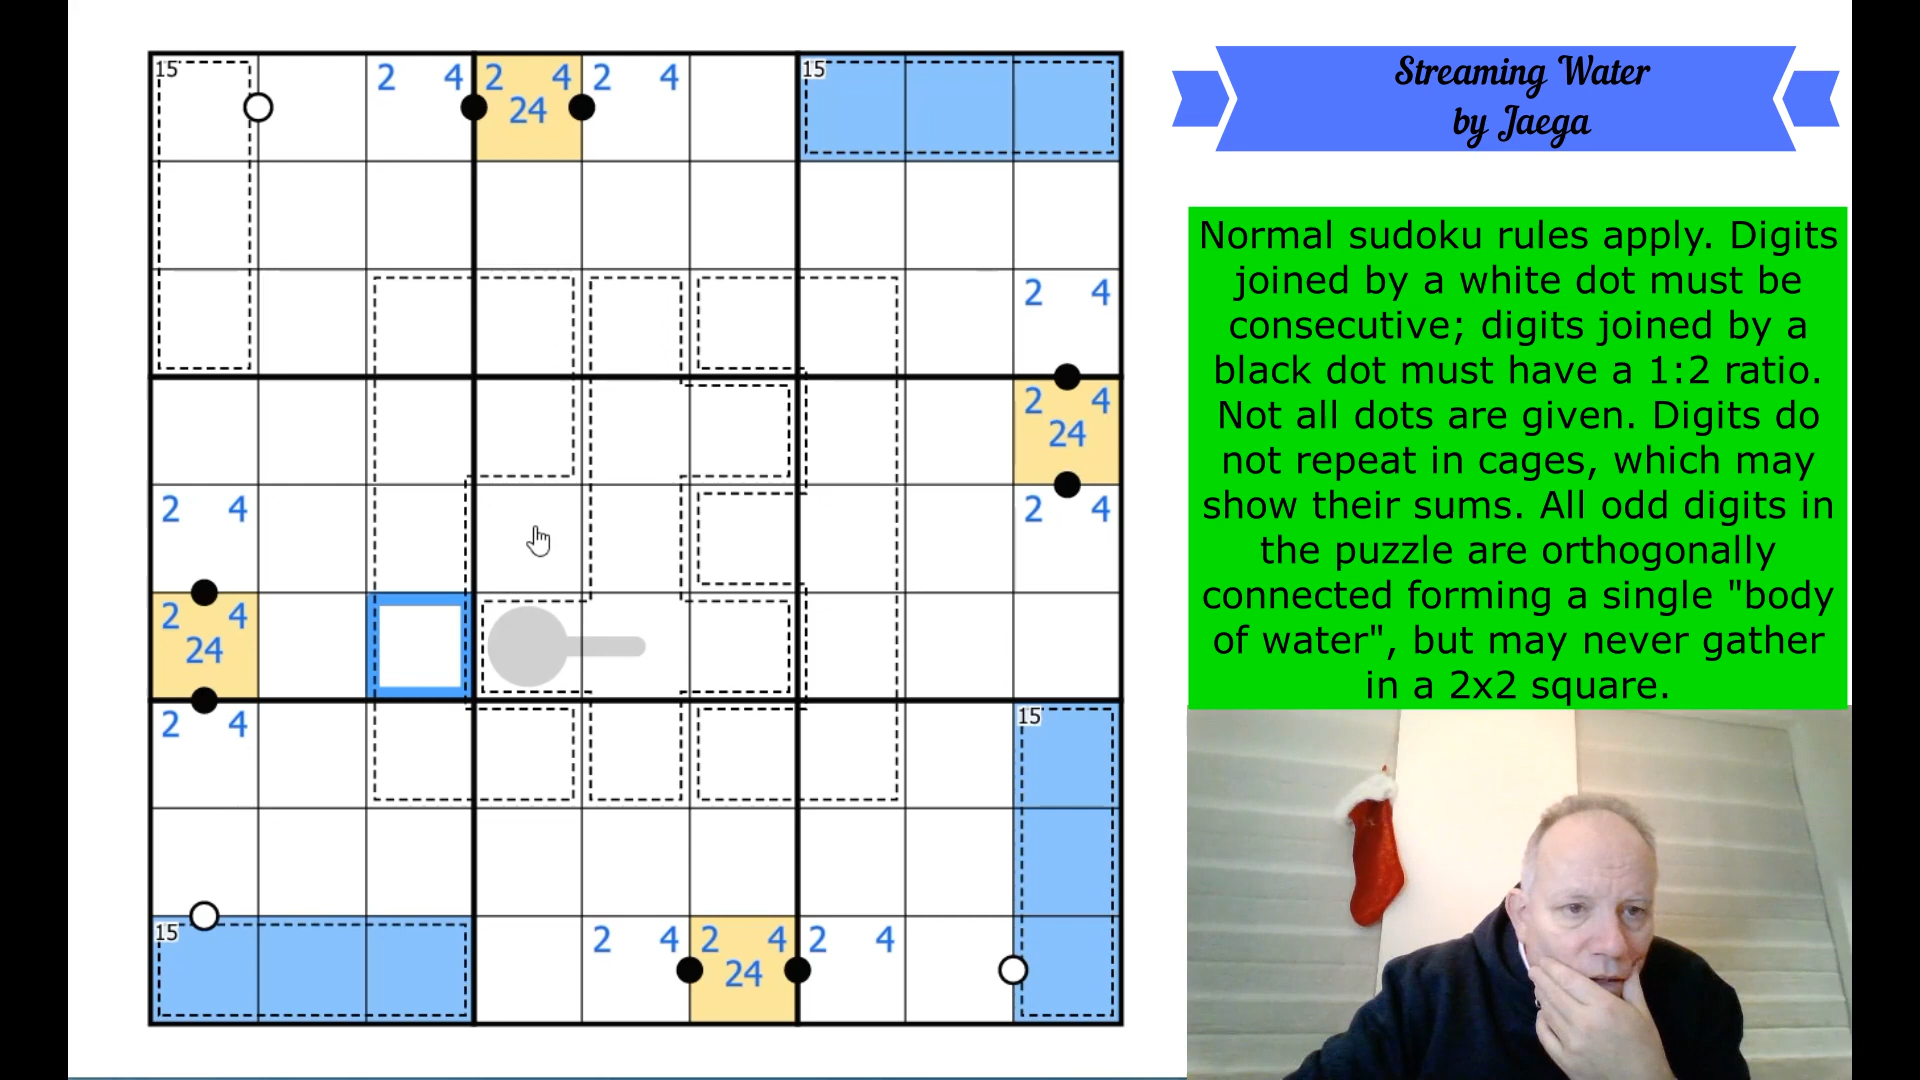 Streaming Water
by Jaega
Normal sudoku rules apply. Digits
joined by a white dot must be
consecutive; digits joined by a
black dot must have a 1:2 ratio.
Not all dots are given. Digits do
not repeat in cages, which may
show their sums. All odd digits in
the puzzle are orthogonally
connected forming a single "body
of water", but may never gather
in a 2x2 square.
15 2 4 2 4 2 4 15
24
2 4
2 4
24
2 4 2 4
2 4
24
2 4 15
15 2 4 2 4 2 4
24